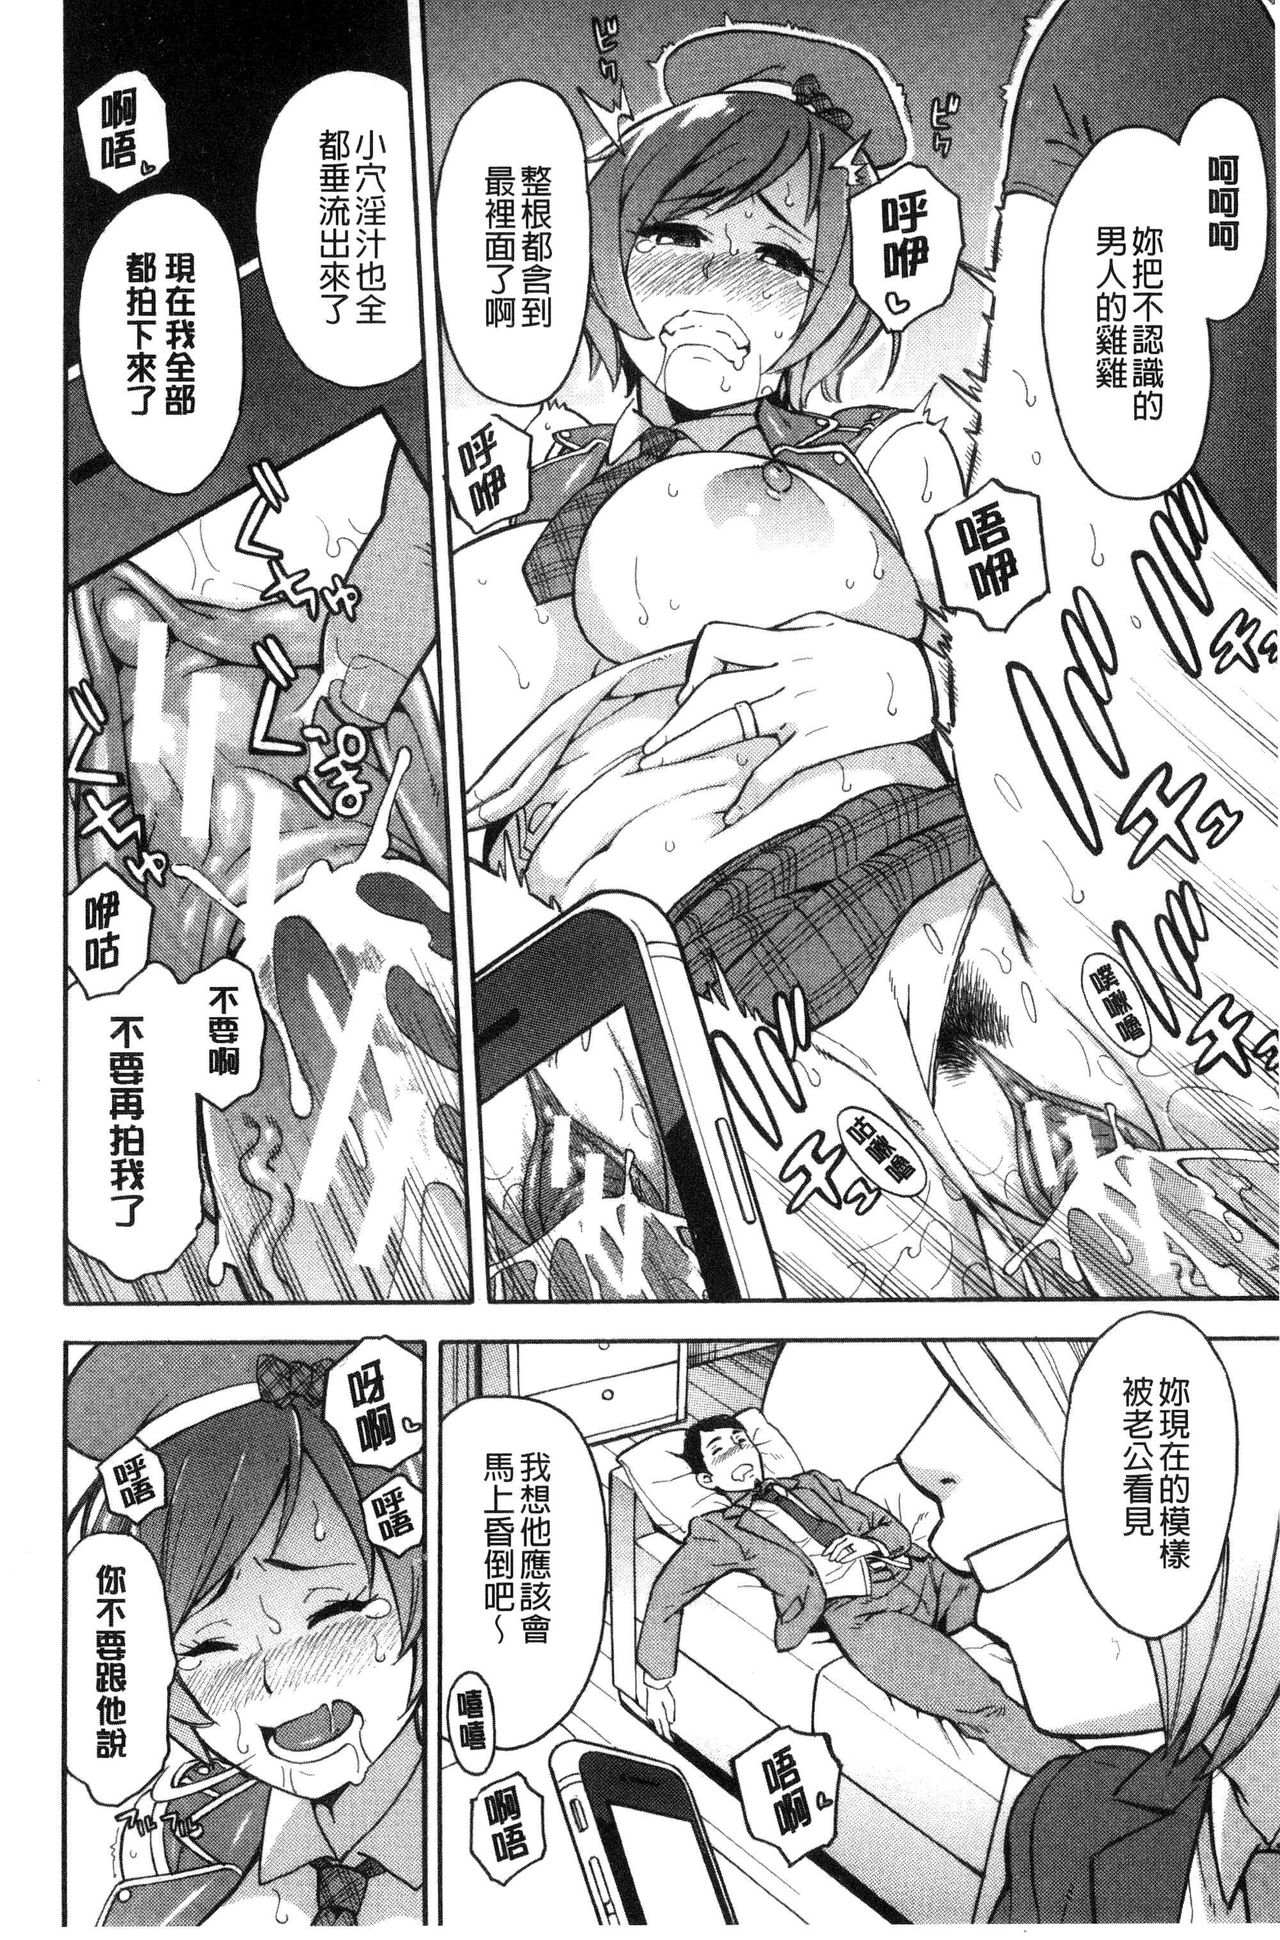 呵呵呵
妳把不認識的
男人的雞雞
呼咿
整根都含到
最裡面了啊
呼咿
唔咿
噗滋嚕
咕滋嚕
小穴淫汁也全
都垂流出來了
啊唔
現在我全部
都拍下來了
咿咕
不要啊
不要再拍我了
妳現在的模樣
被老公看見
我想他應該會
馬上昏倒吧～
嘻嘻
唔啊
啊唔
呀啊
呼唔
呼唔
你不要跟他說